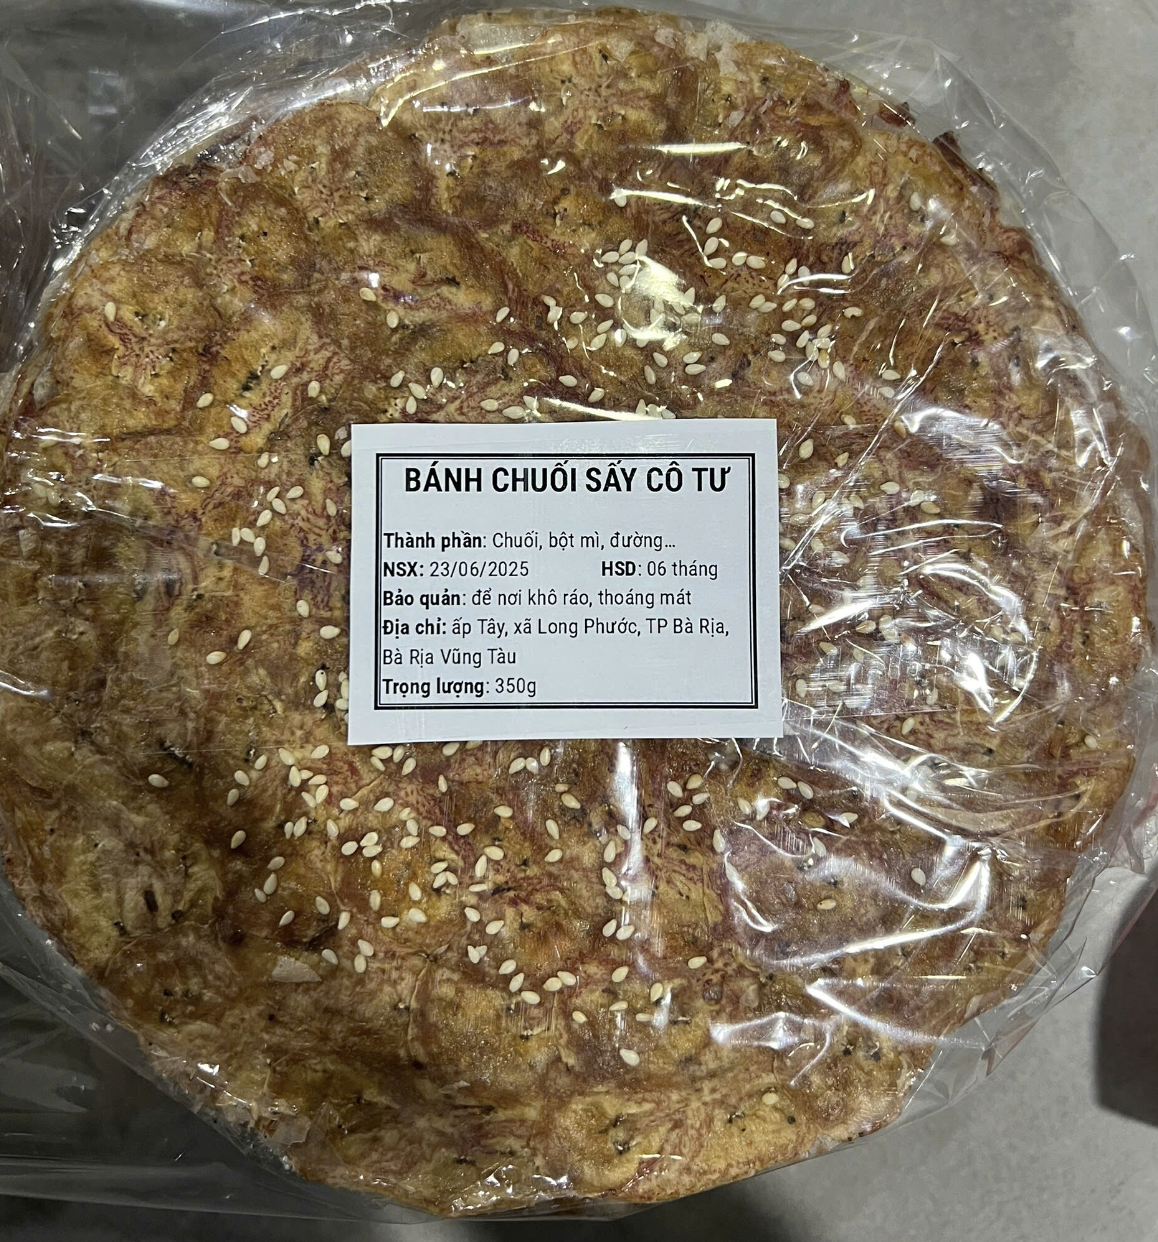 BÁNH CHUỐI SẤY CÔ TƯ
Thành phần: Chuối, bột mì, đường...
NSX: 23/06/2025 HSD: 06 tháng
Bảo quản: để nơi khô ráo, thoáng mát
Địa chỉ: ấp Tây, xã Long Phước, TP Bà Rịa,
Bà Rịa Vũng Tàu
Trọng lượng: 350g